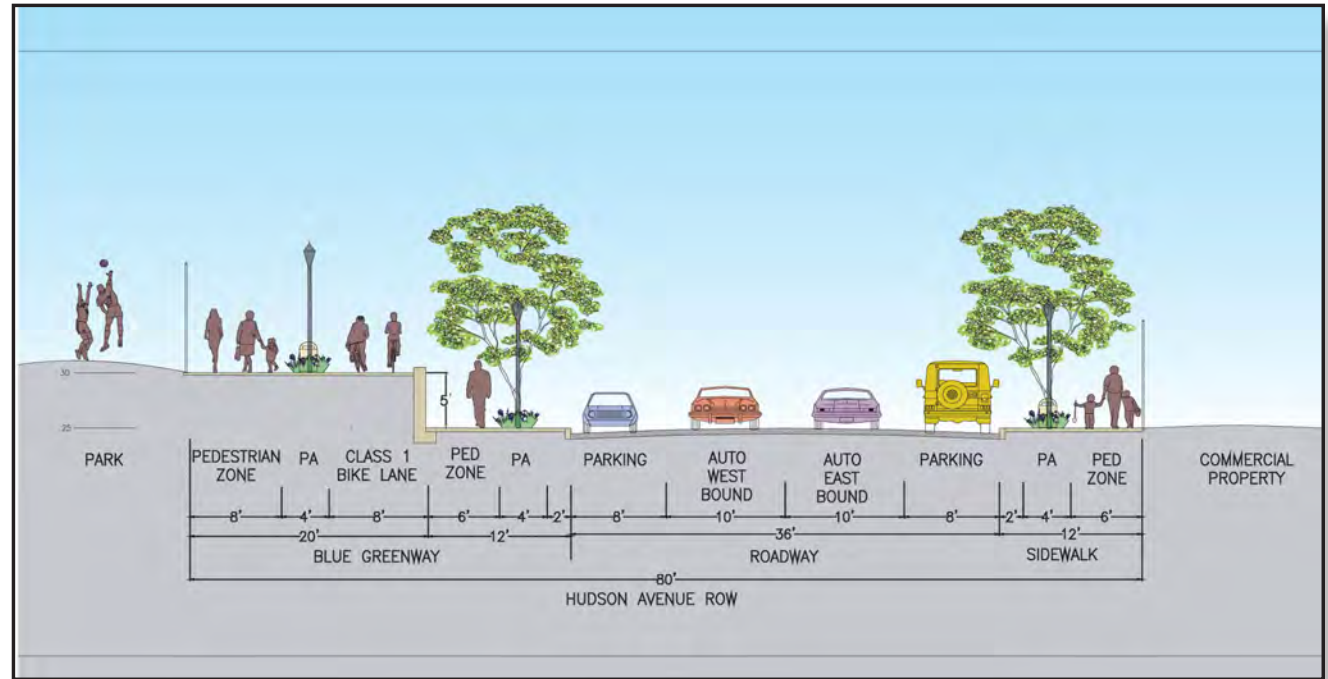 30
25
5'
PARK
PEDESTRIAN
ZONE
PA
CLASS 1
BIKE LANE
PED
ZONE
PA
PARKING
AUTO
WEST
BOUND
AUTO
EAST
BOUND
PARKING
PA
PED
ZONE
COMMERCIAL
PROPERTY
8' 4' 8' 6' 4' 2' 8' 10' 10' 8' 2' 4' 6'
20' 12' 36' 12'
BLUE GREENWAY ROADWAY SIDEWALK
80'
HUDSON AVENUE ROW